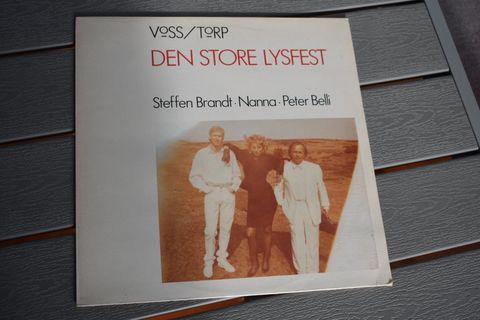 VOSS/TORP
DEN STORE LYSFEST
Steffen Brandt · Nanna · Peter Belli